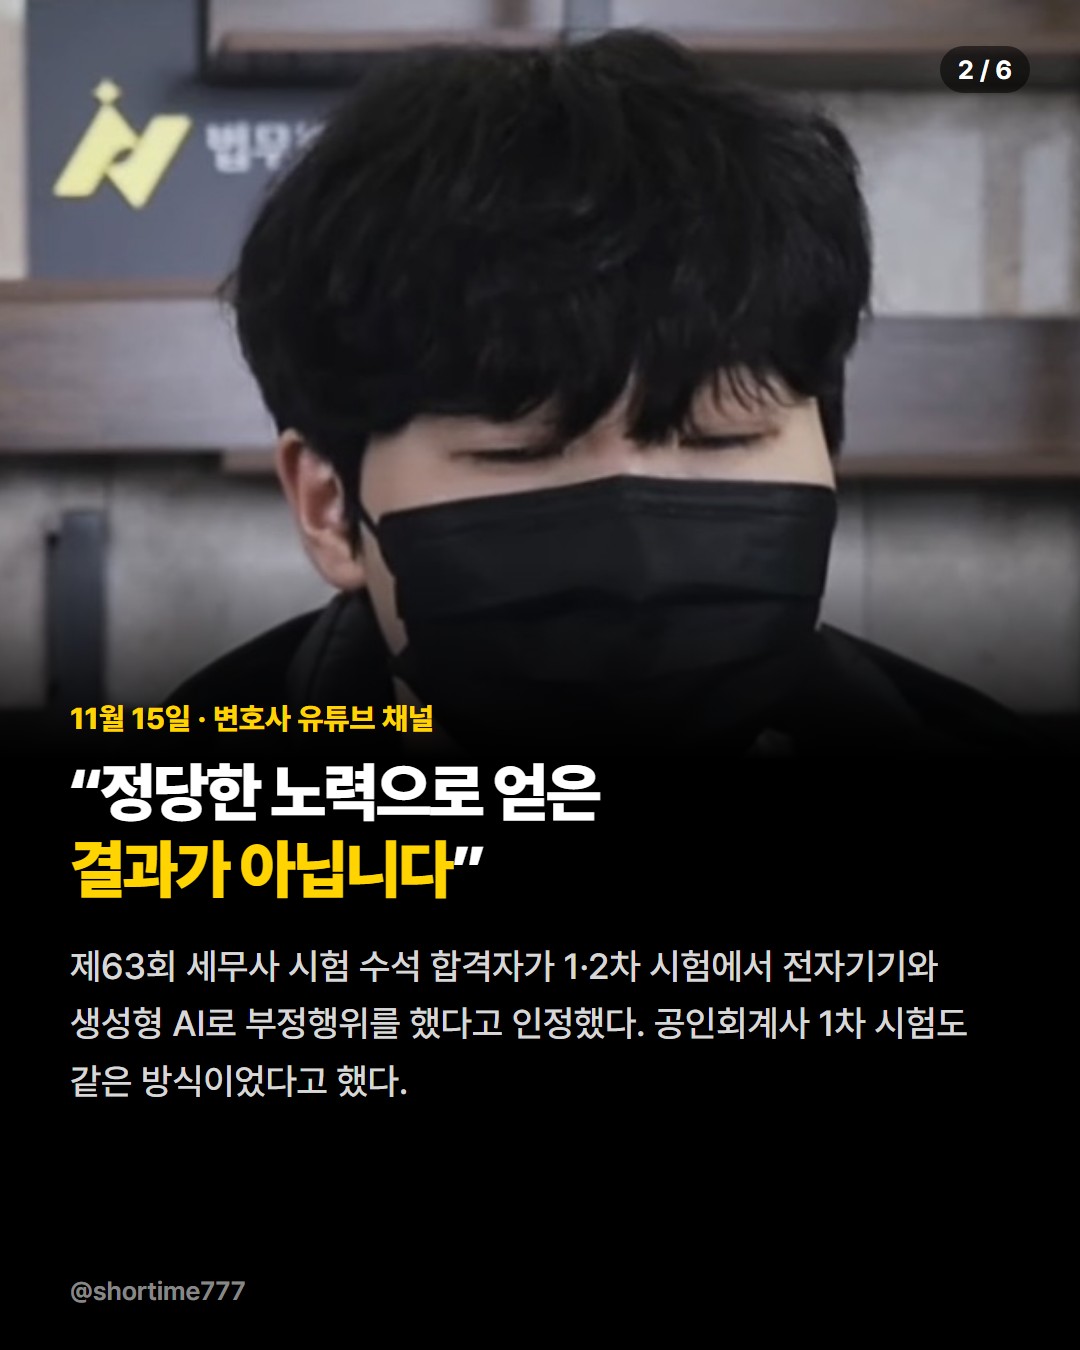 2 / 6
법무
11월 15일 · 변호사 유튜브 채널
“정당한 노력으로 얻은
결과가 아닙니다”
제63회 세무사 시험 수석 합격자가 1·2차 시험에서 전자기기와
생성형 AI로 부정행위를 했다고 인정했다. 공인회계사 1차 시험도
같은 방식이었다고 했다.
@shortime777